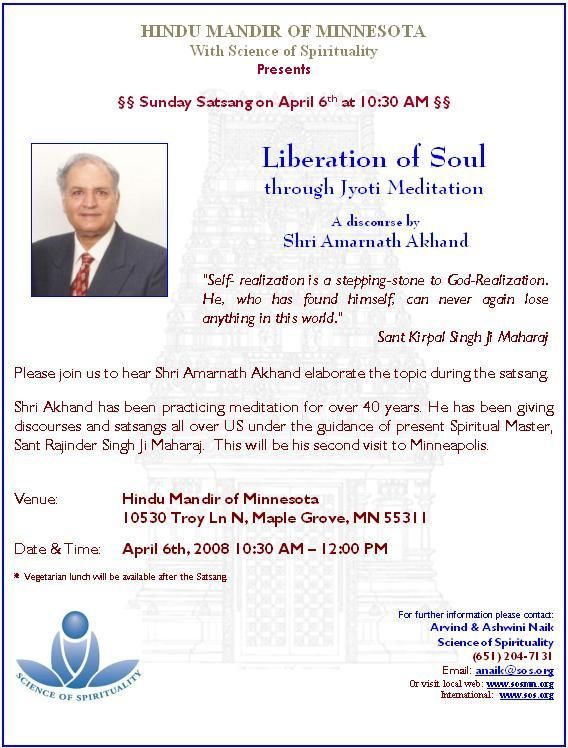 HINDU MANDIR OF MINNESOTA
With Science of Spirituality
Presents
§§ Sunday Satsang on April 6th at 10:30 AM §§
Liberation of Soul
through Jyoti Meditation
A discourse by
Shri Amarnath Akhand
"Self- realization is a stepping-stone to God-Realization.
He, who has found himself, can never again lose
anything in this world."
Sant Kirpal Singh Ji Maharaj
Please join us to hear Shri Amarnath Akhand elaborate the topic during the satsang.
Shri Akhand has been practicing meditation for over 40 years. He has been giving
discourses and satsangs all over US under the guidance of present Spiritual Master,
Sant Rajinder Singh Ji Maharaj. This will be his second visit to Minneapolis.
Venue: Hindu Mandir of Minnesota
10530 Troy Ln N, Maple Grove, MN 55311
Date & Time: April 6th, 2008 10:30 AM – 12:00 PM
* Vegetarian lunch will be available after the Satsang.
For further information please contact:
Arvind & Ashwini Naik
Science of Spirituality
(651) 204-7131
Email: anaik@sos.org
Or visit local web: www.sosmn.org
International: www.sos.org
SCIENCE OF SPIRITUALITY